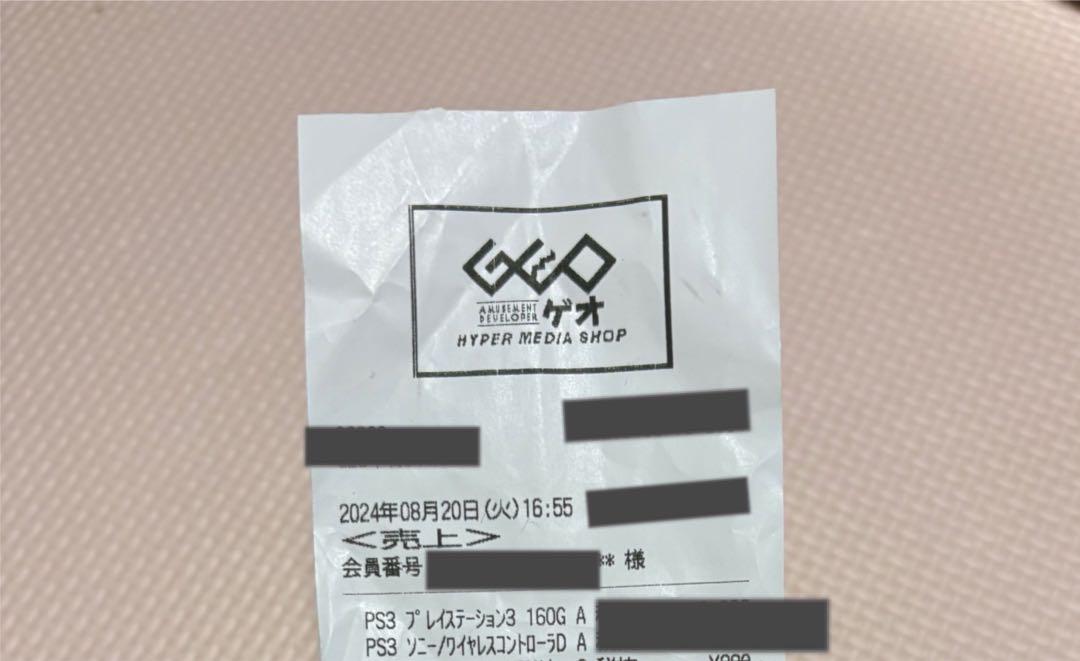 GEO
AMUSEMENT
DEVELOPER
ゲオ
HYPER MEDIA SHOP
2024年08月20日(火)16:55
<売上>
会員番号 ** 様
PS3 プレイステーション3 160G A
PS3 ソニー/ワイヤレスコントローラD A